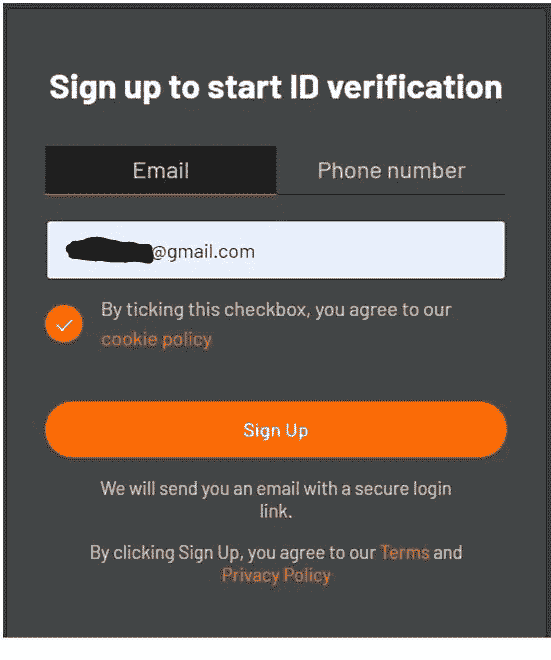 Sign up to start ID verification
Email
Phone number
@gmail.com
By ticking this checkbox, you agree to our
cookie policy
Sign Up
We will send you an email with a secure login
link.
By clicking Sign Up, you agree to our Terms and
Privacy Policy